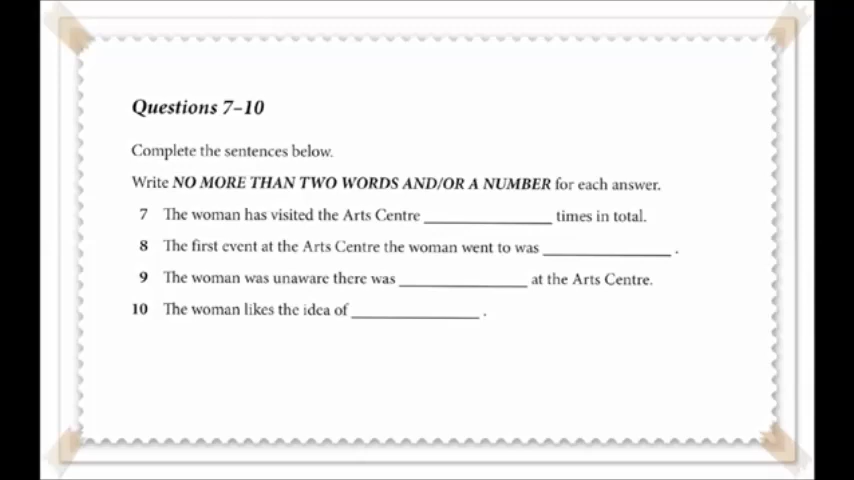 Questions 7–10
Complete the sentences below.
Write NO MORE THAN TWO WORDS AND/OR A NUMBER for each answer.
7 The woman has visited the Arts Centre ______________ times in total.
8 The first event at the Arts Centre the woman went to was ______________ .
9 The woman was unaware there was ______________ at the Arts Centre.
10 The woman likes the idea of ______________ .